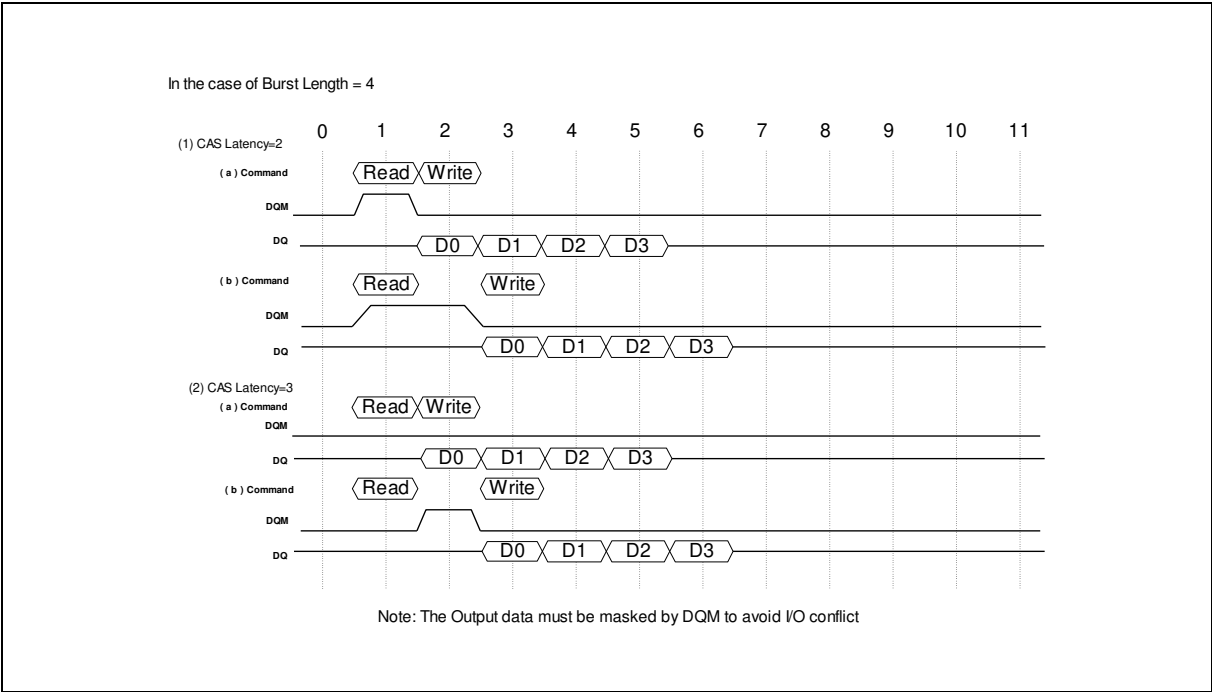 In the case of Burst Length = 4
0 1 2 3 4 5 6 7 8 9 10 11
(1) CAS Latency=2
( a ) Command Read Write
DQM
DQ D0 D1 D2 D3
( b ) Command Read Write
DQM
DQ D0 D1 D2 D3
(2) CAS Latency=3
( a ) Command Read Write
DQM
DQ D0 D1 D2 D3
( b ) Command Read Write
DQM
DQ D0 D1 D2 D3
Note: The Output data must be masked by DQM to avoid I/O conflict